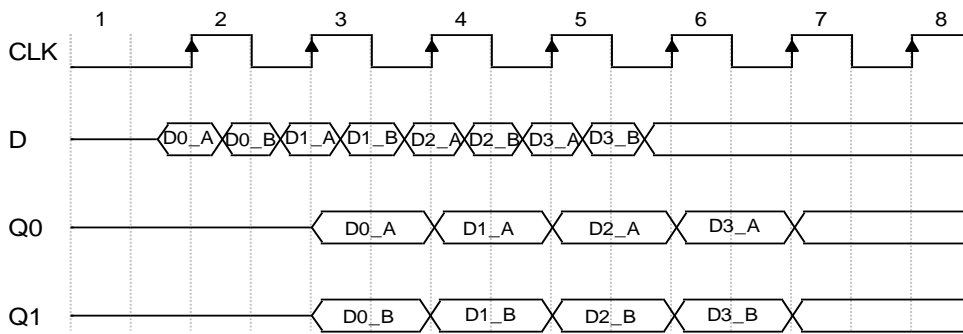 1 2 3 4 5 6 7 8
CLK
D D0_A D0_B D1_A D1_B D2_A D2_B D3_A D3_B
Q0 D0_A D1_A D2_A D3_A
Q1 D0_B D1_B D2_B D3_B